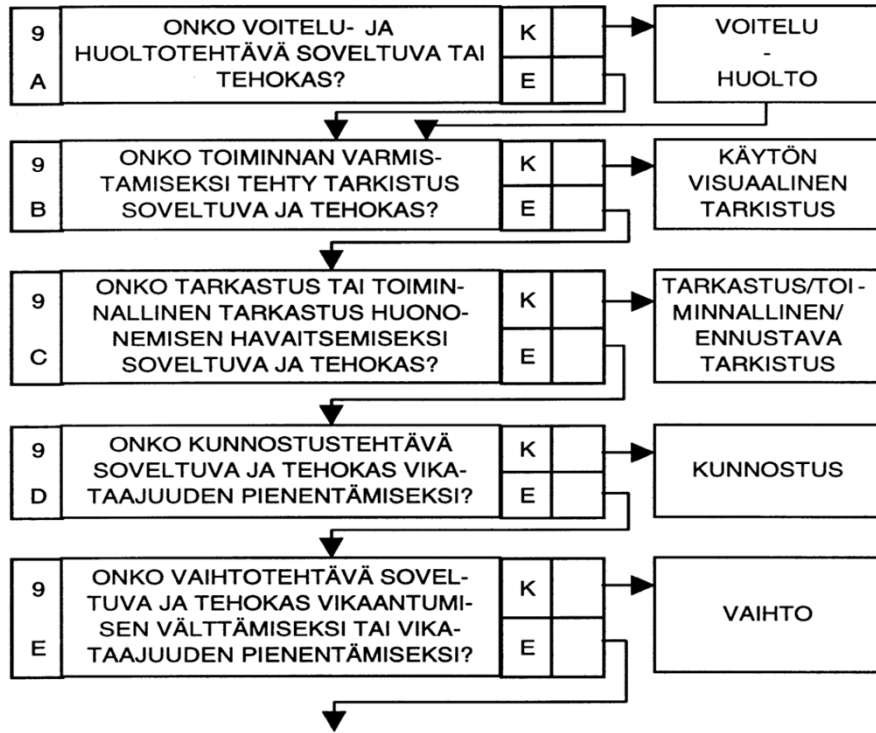 9
A
ONKO VOITELU- JA
HUOLTOTEHTÄVÄ SOVELTUVA TAI
TEHOKAS?
K
E
VOITELU
-
HUOLTO
9
B
ONKO TOIMINNAN VARMIS-
TAMISEKSI TEHTY TARKISTUS
SOVELTUVA JA TEHOKAS?
K
E
KÄYTÖN
VISUAALINEN
TARKISTUS
9
C
ONKO TARKASTUS TAI TOIMIN-
NALLINEN TARKASTUS HUONO-
NEMISEN HAVAITSEMISEKSI
SOVELTUVA JA TEHOKAS?
K
E
TARKASTUS/TOI-
MINNALLINEN/
ENNUSTAVA
TARKISTUS
9
D
ONKO KUNNOSTUSTEHTÄVÄ
SOVELTUVA JA TEHOKAS VIKA-
TAAJUUDEN PIENENTÄMISEKSI?
K
E
KUNNOSTUS
9
E
ONKO VAIHTOTEHTÄVÄ SOVEL-
TUVA JA TEHOKAS VIKAANTUMI-
SEN VÄLTTÄMISEKSI TAI VIKA-
TAAJUUDEN PIENENTÄMISEKSI?
K
E
VAIHTO